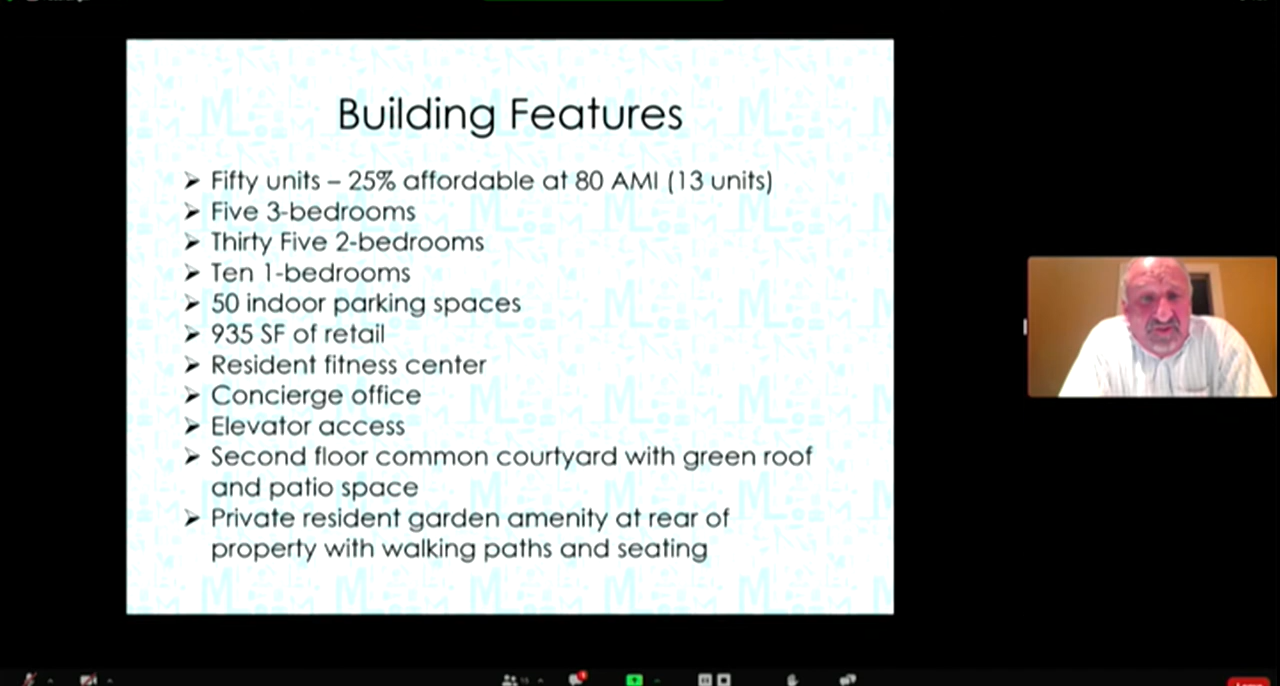 Building Features
➢ Fifty units – 25% affordable at 80 AMI (13 units)
➢ Five 3-bedrooms
➢ Thirty Five 2-bedrooms
➢ Ten 1-bedrooms
➢ 50 indoor parking spaces
➢ 935 SF of retail
➢ Resident fitness center
➢ Concierge office
➢ Elevator access
➢ Second floor common courtyard with green roof
and patio space
➢ Private resident garden amenity at rear of
property with walking paths and seating